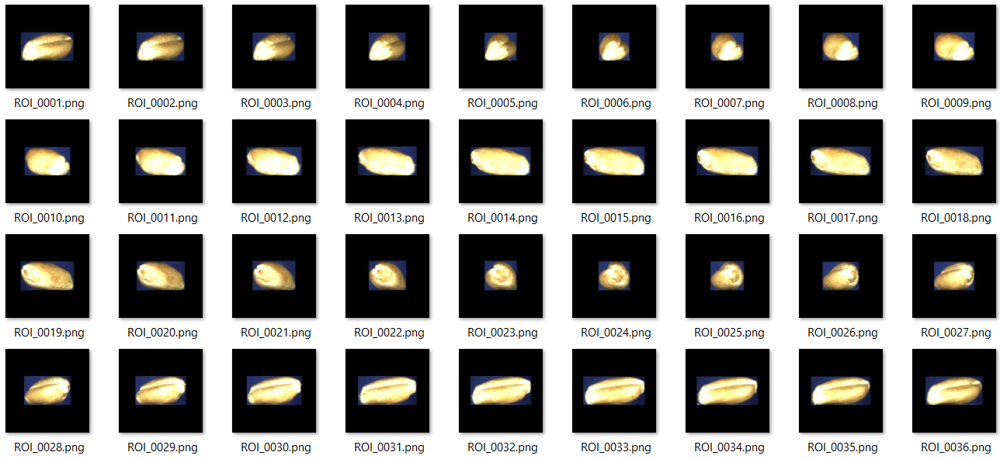 ROI_0001.png ROI_0002.png ROI_0003.png ROI_0004.png ROI_0005.png ROI_0006.png ROI_0007.png ROI_0008.png ROI_0009.png
ROI_0010.png ROI_0011.png ROI_0012.png ROI_0013.png ROI_0014.png ROI_0015.png ROI_0016.png ROI_0017.png ROI_0018.png
ROI_0019.png ROI_0020.png ROI_0021.png ROI_0022.png ROI_0023.png ROI_0024.png ROI_0025.png ROI_0026.png ROI_0027.png
ROI_0028.png ROI_0029.png ROI_0030.png ROI_0031.png ROI_0032.png ROI_0033.png ROI_0034.png ROI_0035.png ROI_0036.png